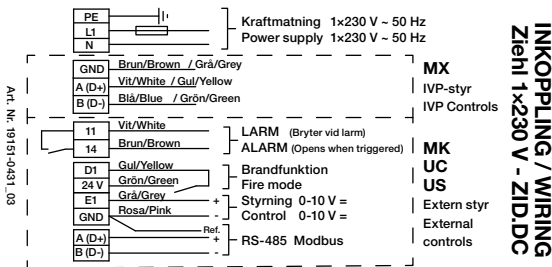 PE
L1
N
Kraftmatning 1×230 V ~ 50 Hz
Power supply 1×230 V ~ 50 Hz
GND Brun/Brown / Grå/Grey
A (D+) Vit/White / Gul/Yellow
B (D-) Blå/Blue / Grön/Green
MX
IVP-styr
IVP Controls
11 Vit/White
14 Brun/Brown
LARM (Bryter vid larm)
ALARM (Opens when triggered)
D1 Gul/Yellow
24 V Grön/Green
Brandfunktion
Fire mode
E1 Grå/Grey +
GND Rosa/Pink -
Styrning 0-10 V =
Control 0-10 V =
Ref.
A (D+) +
B (D-) -
RS-485 Modbus
MK
UC
US
Extern styr
External
controls
INKOPPLING / WIRING
Ziehl 1×230 V - ZID.DC
Art. Nr. 19151-0431_03